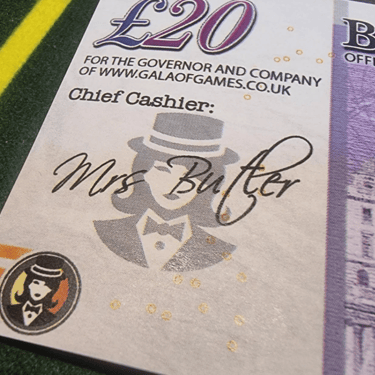 £20
FOR THE GOVERNOR AND COMPANY
OF WWW.GALAOFGAMES.CO.UK
Chief Cashier:
Mrs Butler